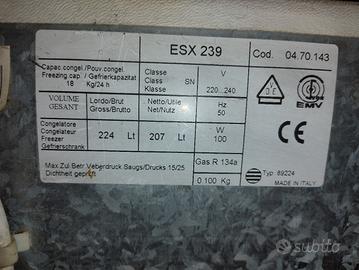 ESX 239
Cod. 04.70.143
Capac.congel./Pouv.congel.
Freezing cap. / Gefrierkapazitat
18 Kg/24 h
Classe
Classe SN
Klasse
V
220...240
VOLUME
GESANT
Lordo/Brut
Gross/Brutto
Netto/Utile
Net/Nutz
Hz
50
Congelatore
Congelateur
Freezer
Gefrierschrank
224 Lt
207 Lt
W
100
EMV
CE
Max.Zul.Betr.Veberdruck Saugs/Drucks 15/25
Dichtheit geprüft
Gas R 134a
0.100 Kg
Typ 89224
MADE IN ITALY
subito